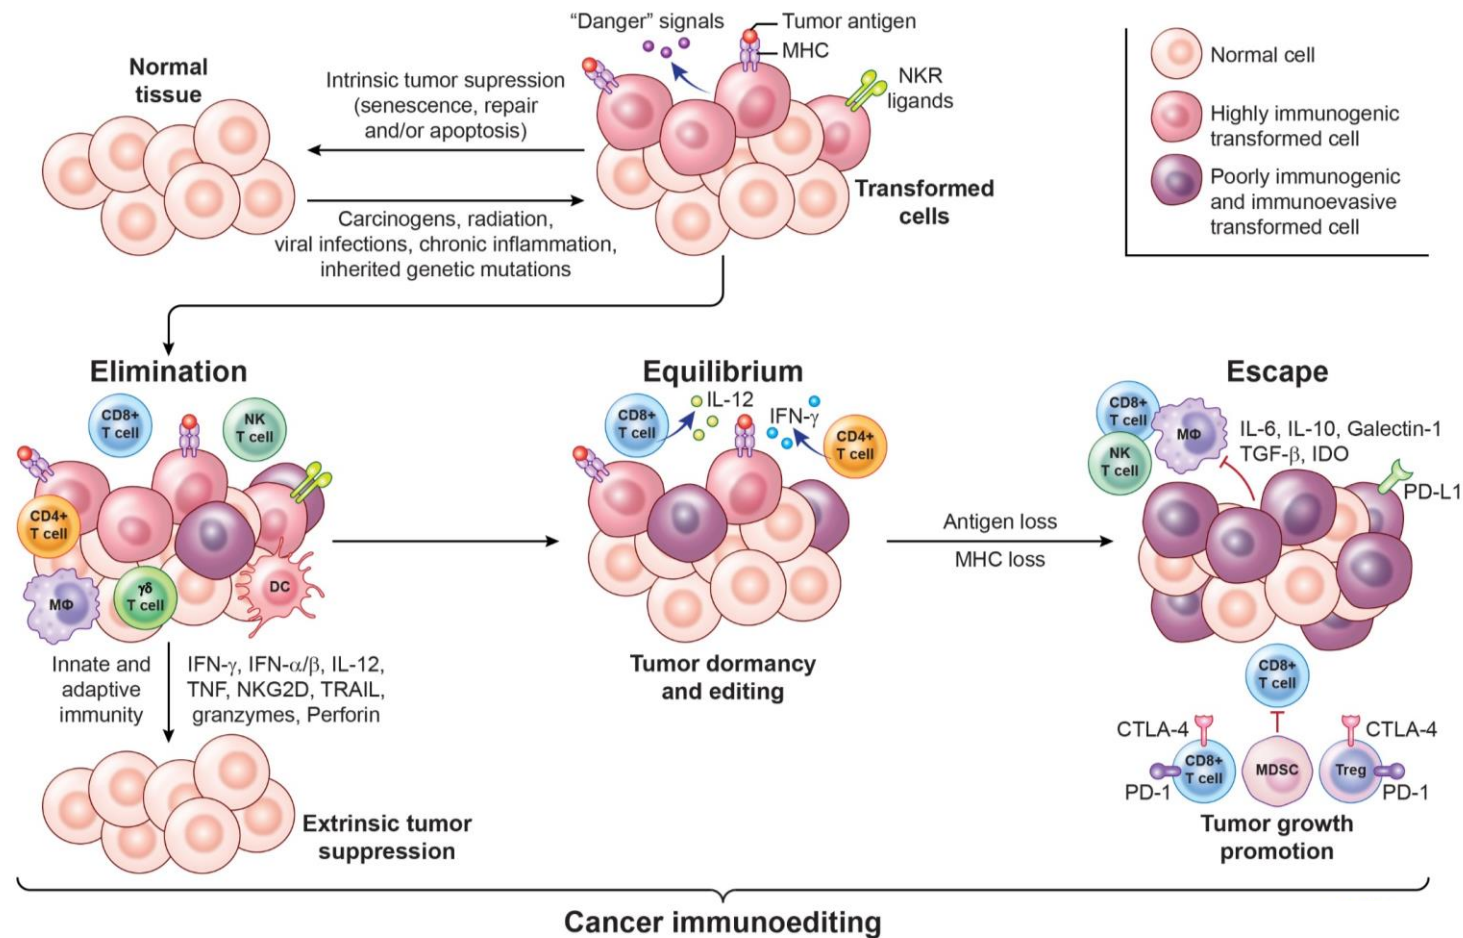 Normal
tissue
Intrinsic tumor supression
(senescence, repair
and/or apoptosis)
Carcinogens, radiation,
viral infections, chronic inflammation,
inherited genetic mutations
"Danger" signals
Tumor antigen
MHC
NKR
ligands
Transformed
cells
Normal cell
Highly immunogenic
transformed cell
Poorly immunogenic
and immunoevasive
transformed cell
Elimination
CD8+
T cell
NK
T cell
CD4+
T cell
MΦ
γδ
T cell
DC
Innate and
adaptive
immunity
IFN-γ, IFN-α/β, IL-12,
TNF, NKG2D, TRAIL,
granzymes, Perforin
Extrinsic tumor
suppression
Equilibrium
CD8+
T cell
IL-12
IFN-γ
CD4+
T cell
Tumor dormancy
and editing
Antigen loss
MHC loss
Escape
CD8+
T cell
NK
T cell
MΦ
IL-6, IL-10, Galectin-1
TGF-β, IDO
PD-L1
CD8+
T cell
CTLA-4
CD8+
T cell
PD-1
MDSC
CTLA-4
Treg
PD-1
Tumor growth
promotion
Cancer immunoediting